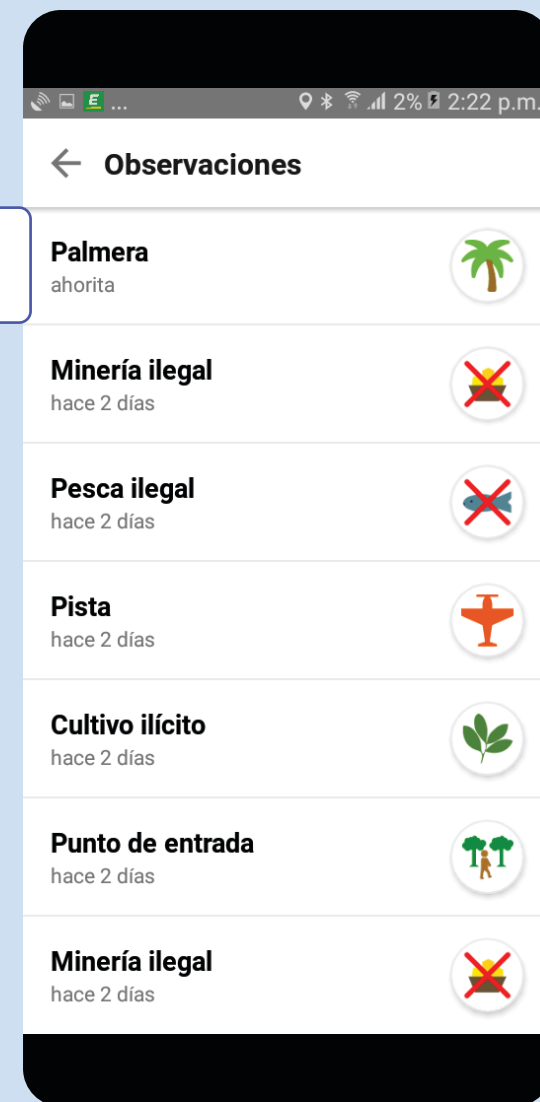 E ... 2% 2:22 p.m.
Observaciones
Palmera
ahorita
Minería ilegal
hace 2 días
Pesca ilegal
hace 2 días
Pista
hace 2 días
Cultivo ilícito
hace 2 días
Punto de entrada
hace 2 días
Minería ilegal
hace 2 días